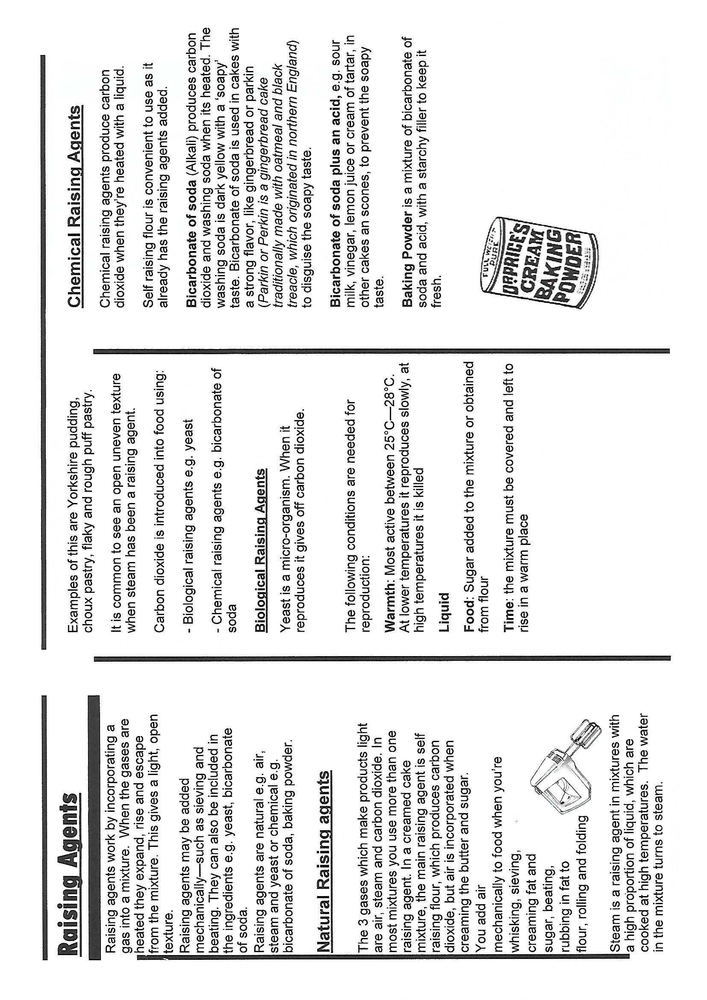 Raising Agents
Raising agents work by incorporating a
gas into a mixture. When the gases are
heated they expand, rise and escape
from the mixture. This gives a light, open
texture.
Raising agents may be added
mechanically—such as sieving and
beating. They can also be included in
the ingredients e.g. yeast, bicarbonate
of soda.
Raising agents are natural e.g. air,
steam and yeast or chemical e.g.
bicarbonate of soda, baking powder.
Natural Raising agents
The 3 gases which make products light
are air, steam and carbon dioxide. In
most mixtures you use more than one
raising agent. In a creamed cake
mixture, the main raising agent is self
raising flour, which produces carbon
dioxide, but air is incorporated when
creaming the butter and sugar.
You add air
mechanically to food when you're
whisking, sieving,
creaming fat and
sugar, beating,
rubbing in fat to
flour, rolling and folding
Steam is a raising agent in mixtures with
a high proportion of liquid, which are
cooked at high temperatures. The water
in the mixture turns to steam.
Examples of this are Yorkshire pudding,
choux pastry, flaky and rough puff pastry.
It is common to see an open uneven texture
when steam has been a raising agent.
Carbon dioxide is introduced into food using:
- Biological raising agents e.g. yeast
- Chemical raising agents e.g. bicarbonate of
soda
Biological Raising Agents
Yeast is a micro-organism. When it
reproduces it gives off carbon dioxide.
The following conditions are needed for
reproduction:
Warmth: Most active between 25°C—28°C.
At lower temperatures it reproduces slowly, at
high temperatures it is killed
Liquid
Food: Sugar added to the mixture or obtained
from flour
Time: the mixture must be covered and left to
rise in a warm place
Chemical Raising Agents
Chemical raising agents produce carbon
dioxide when they're heated with a liquid.
Self raising flour is convenient to use as it
already has the raising agents added.
Bicarbonate of soda (Alkali) produces carbon
dioxide and washing soda when its heated. The
washing soda is dark yellow with a 'soapy'
taste. Bicarbonate of soda is used in cakes with
a strong flavor, like gingerbread or parkin
(Parkin or Perkin is a gingerbread cake
traditionally made with oatmeal and black
treacle, which originated in northern England)
to disguise the soapy taste.
Bicarbonate of soda plus an acid, e.g. sour
milk, vinegar, lemon juice or cream of tartar, in
other cakes an scones, to prevent the soapy
taste.
Baking Powder is a mixture of bicarbonate of
soda and acid, with a starchy filler to keep it
fresh.
FULL WEIGHT
PURE
DR PRICE'S
CREAM
BAKING
POWDER